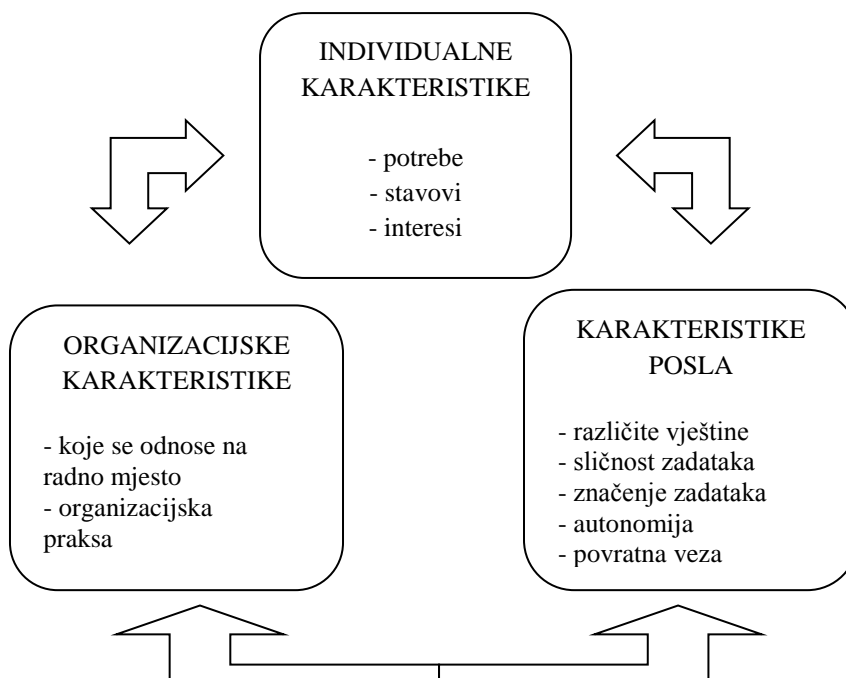 INDIVIDUALNE
KARAKTERISTIKE
- potrebe
- stavovi
- interesi
ORGANIZACIJSKE
KARAKTERISTIKE
- koje se odnose na
radno mjesto
- organizacijska
praksa
KARAKTERISTIKE
POSLA
- različite vještine
- sličnost zadataka
- značenje zadataka
- autonomija
- povratna veza